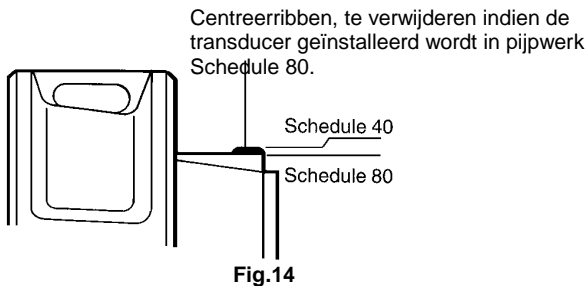 Centreerribben, te verwijderen indien de
transducer geïnstalleerd wordt in pijpwerk
Schedule 80.
Schedule 40
Schedule 80
Fig.14